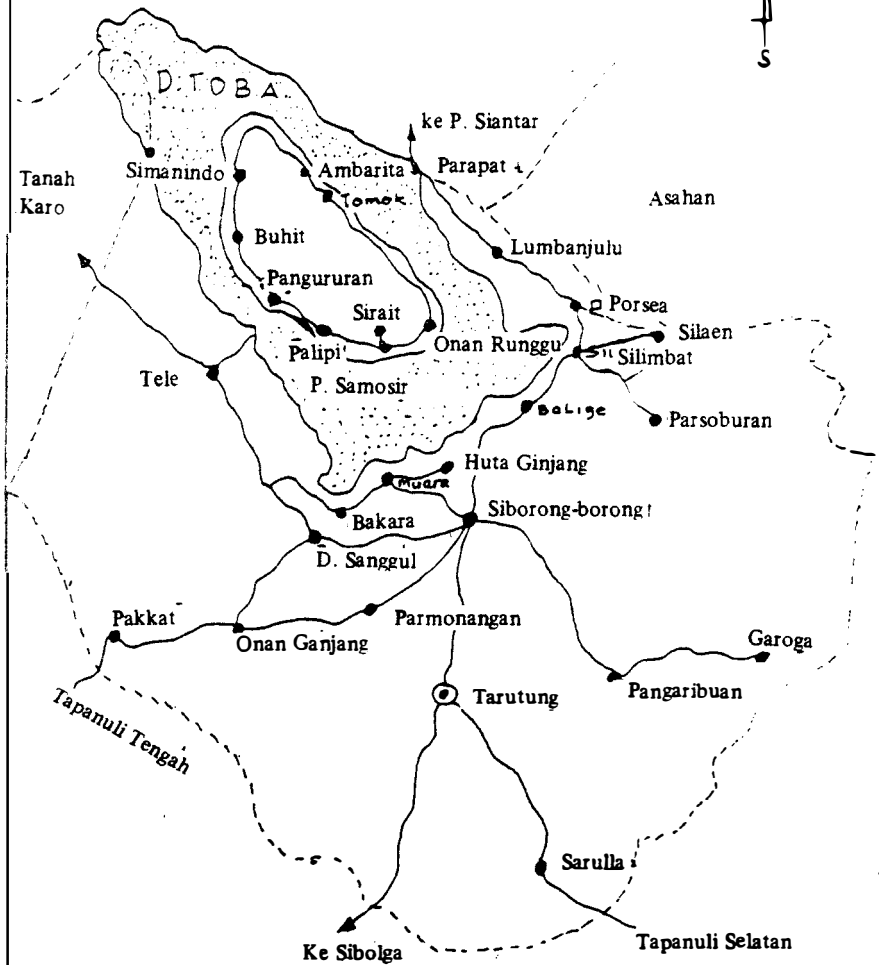 S
D. TOBA
ke P. Siantar
Simanindo
Ambarita
Parapat
Tanah
Karo
Tomok
Asahan
Buhit
Lumbanjulu
Pangururan
Porsea
Sirait
Silaen
Palipi
Onan Runggu
Silimbat
Tele
P. Samosir
Balige
Parsoburan
Huta Ginjang
Muara
Siborong-borong
Bakara
D. Sanggul
Pakkat
Parmonangan
Onan Ganjang
Garoga
Pangaribuan
Tarutung
Tapanuli Tengah
Sarulla
Ke Sibolga
Tapanuli Selatan